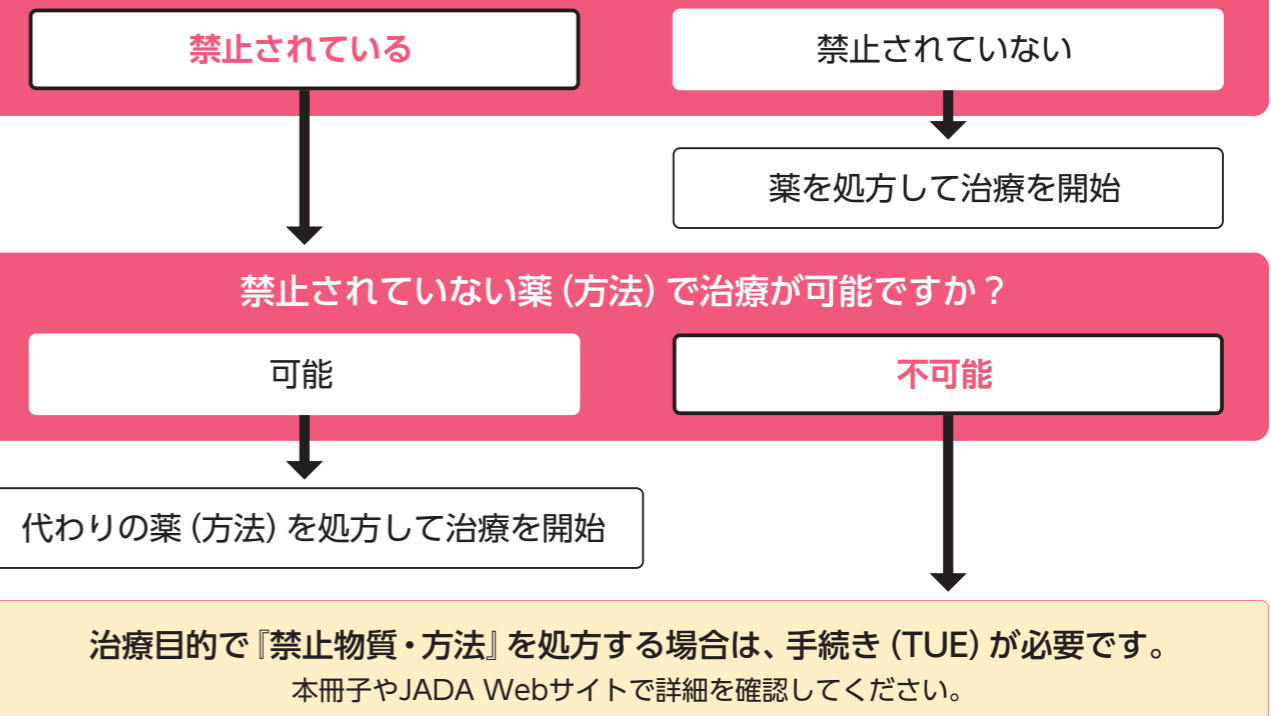 禁止されている
禁止されていない
薬を処方して治療を開始
禁止されていない薬（方法）で治療が可能ですか？
可能
不可能
代わりの薬（方法）を処方して治療を開始
治療目的で『禁止物質・方法』を処方する場合は、手続き（TUE）が必要です。
本冊子やJADA Webサイトで詳細を確認してください。